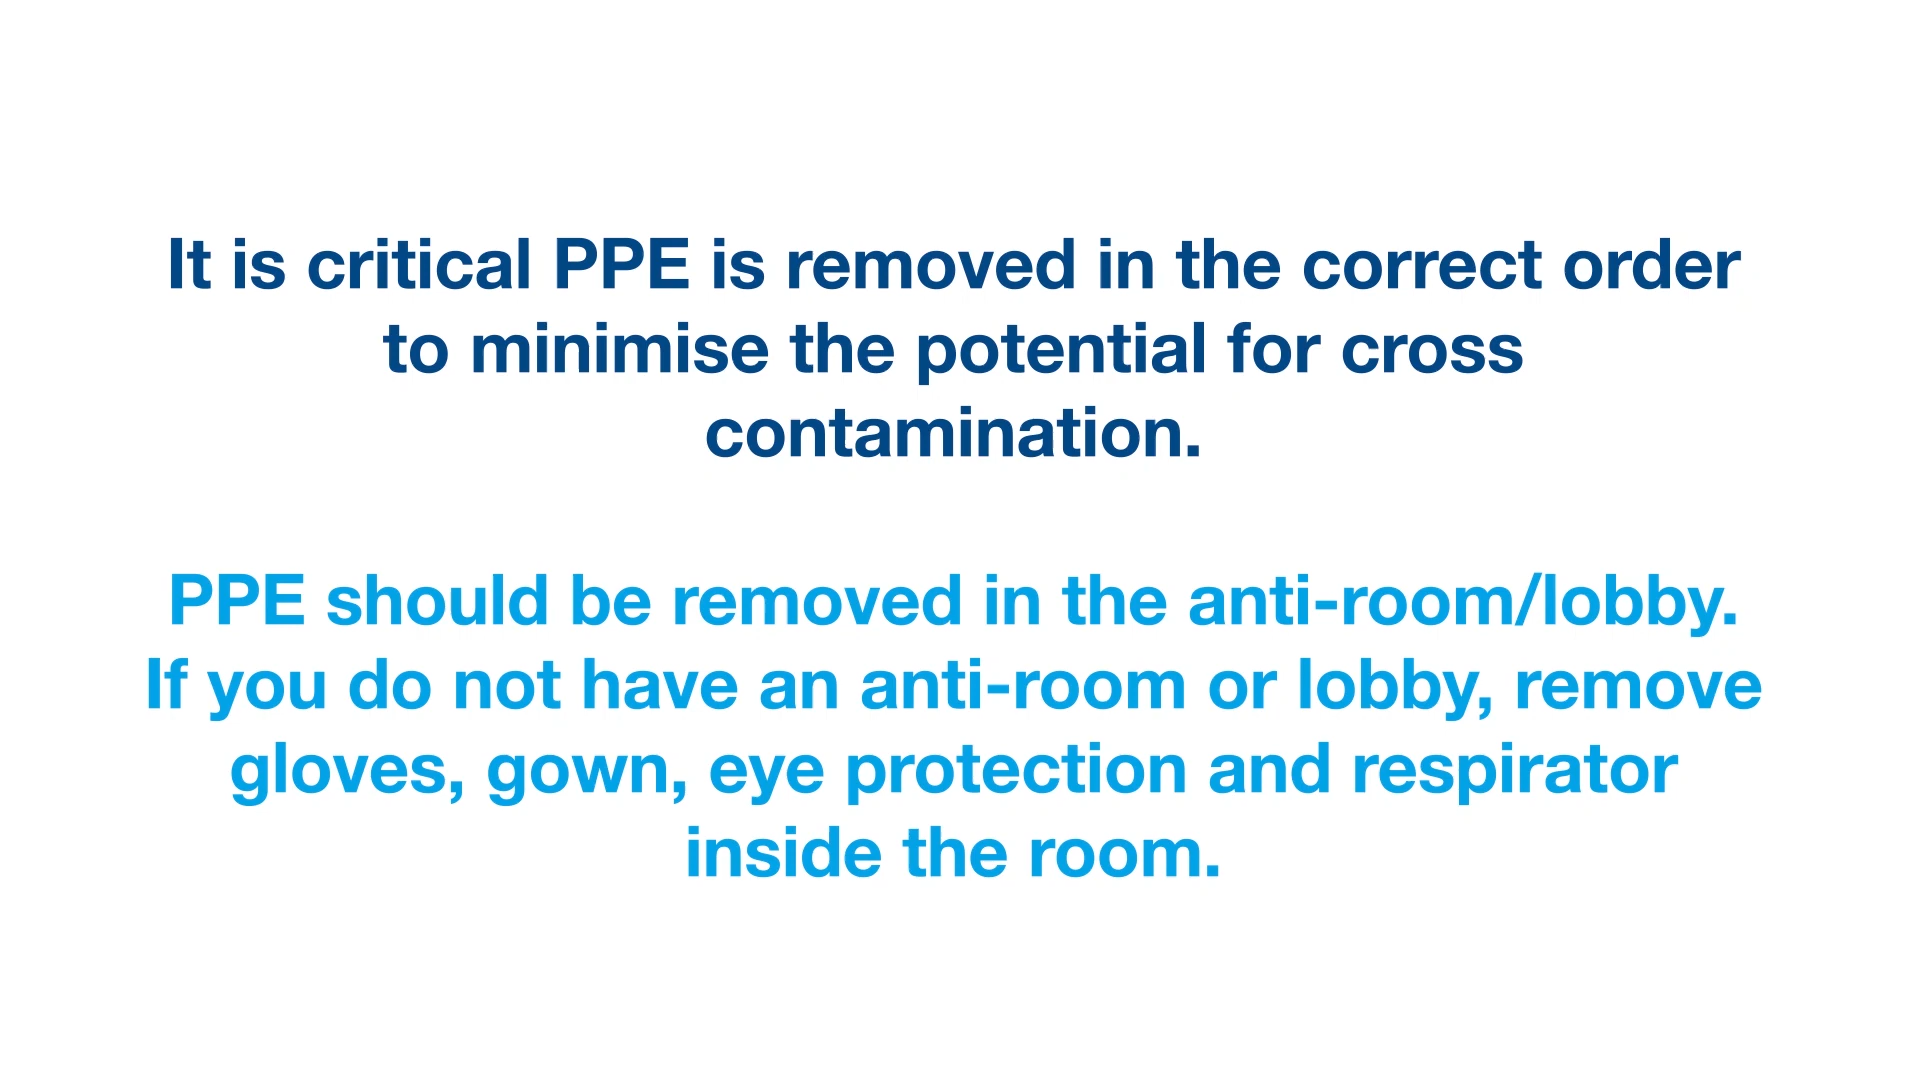 It is critical PPE is removed in the correct order
to minimise the potential for cross
contamination.
PPE should be removed in the anti-room/lobby.
If you do not have an anti-room or lobby, remove
gloves, gown, eye protection and respirator
inside the room.